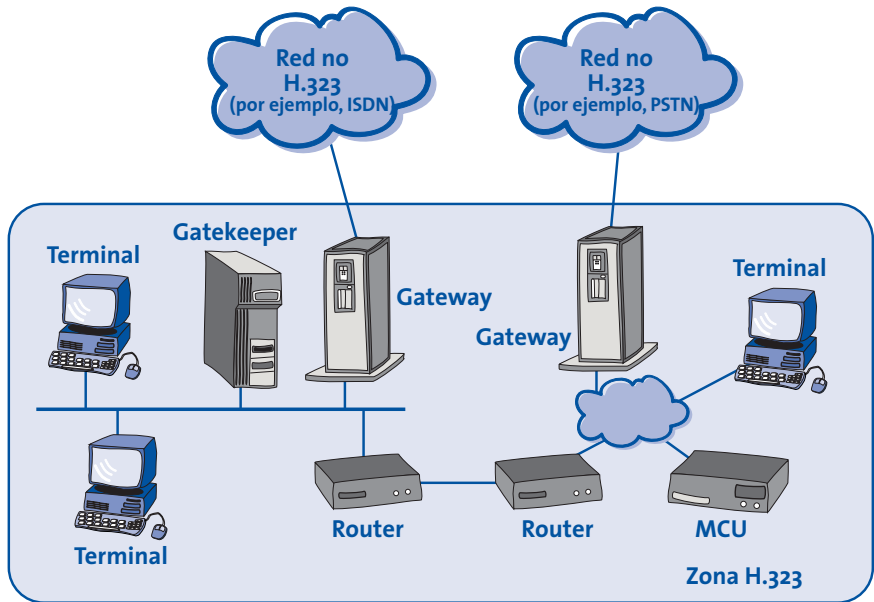 Red no
H.323
(por ejemplo, ISDN)
Red no
H.323
(por ejemplo, PSTN)
Gatekeeper
Terminal
Gateway
Terminal
Gateway
Router
Router
MCU
Terminal
Zona H.323